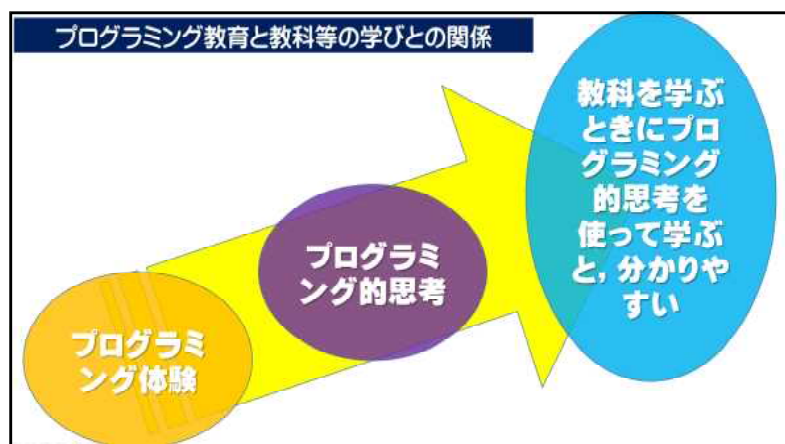 プログラミング教育と教科等の学びとの関係
教科を学ぶ
ときにプロ
グラミング
的思考を
使って学ぶ
と，分かりや
すい
プログラミ
ング的思考
プログラミ
ング体験